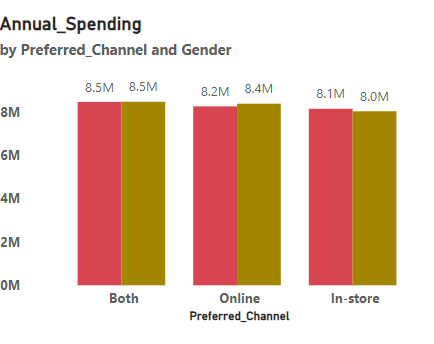 Annual_Spending
by Preferred_Channel and Gender
8.5M 8.5M 8.2M 8.4M 8.1M 8.0M
8M
6M
4M
2M
0M
Both Online In-store
Preferred_Channel